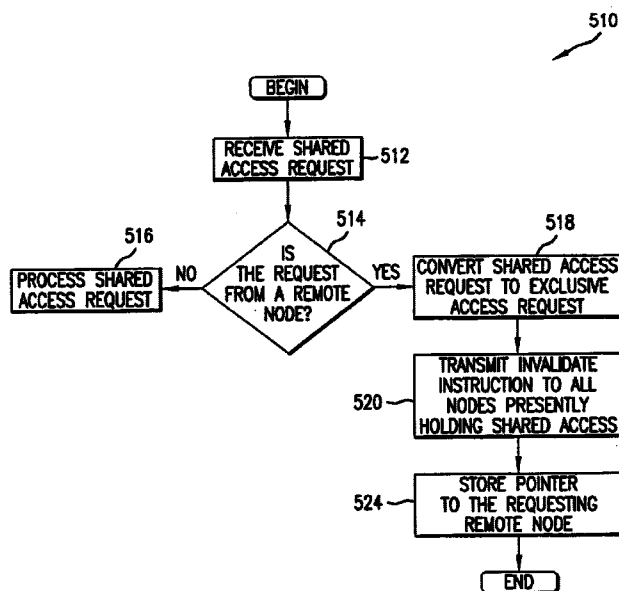 510
BEGIN
RECEIVE SHARED
ACCESS REQUEST
512
514
IS
THE REQUEST
FROM A REMOTE
NODE?
NO
YES
516
PROCESS SHARED
ACCESS REQUEST
518
CONVERT SHARED ACCESS
REQUEST TO EXCLUSIVE
ACCESS REQUEST
520
TRANSMIT INVALIDATE
INSTRUCTION TO ALL
NODES PRESENTLY
HOLDING SHARED ACCESS
524
STORE POINTER
TO THE REQUESTING
REMOTE NODE
END